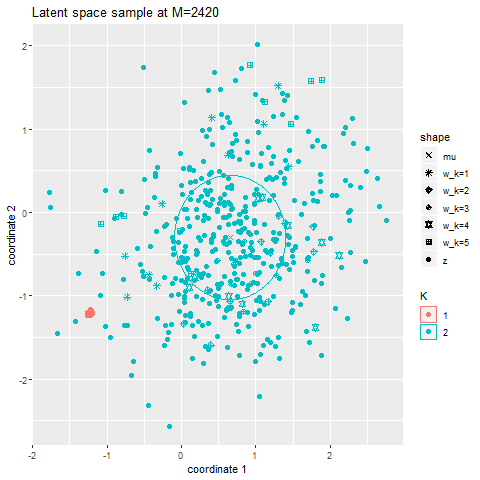 Latent space sample at M=2420
coordinate 2
2
1
0
-1
-2
-2
-1
0
1
2
coordinate 1
shape
mu
w_k=1
w_k=2
w_k=3
w_k=4
w_k=5
z
K
1
2